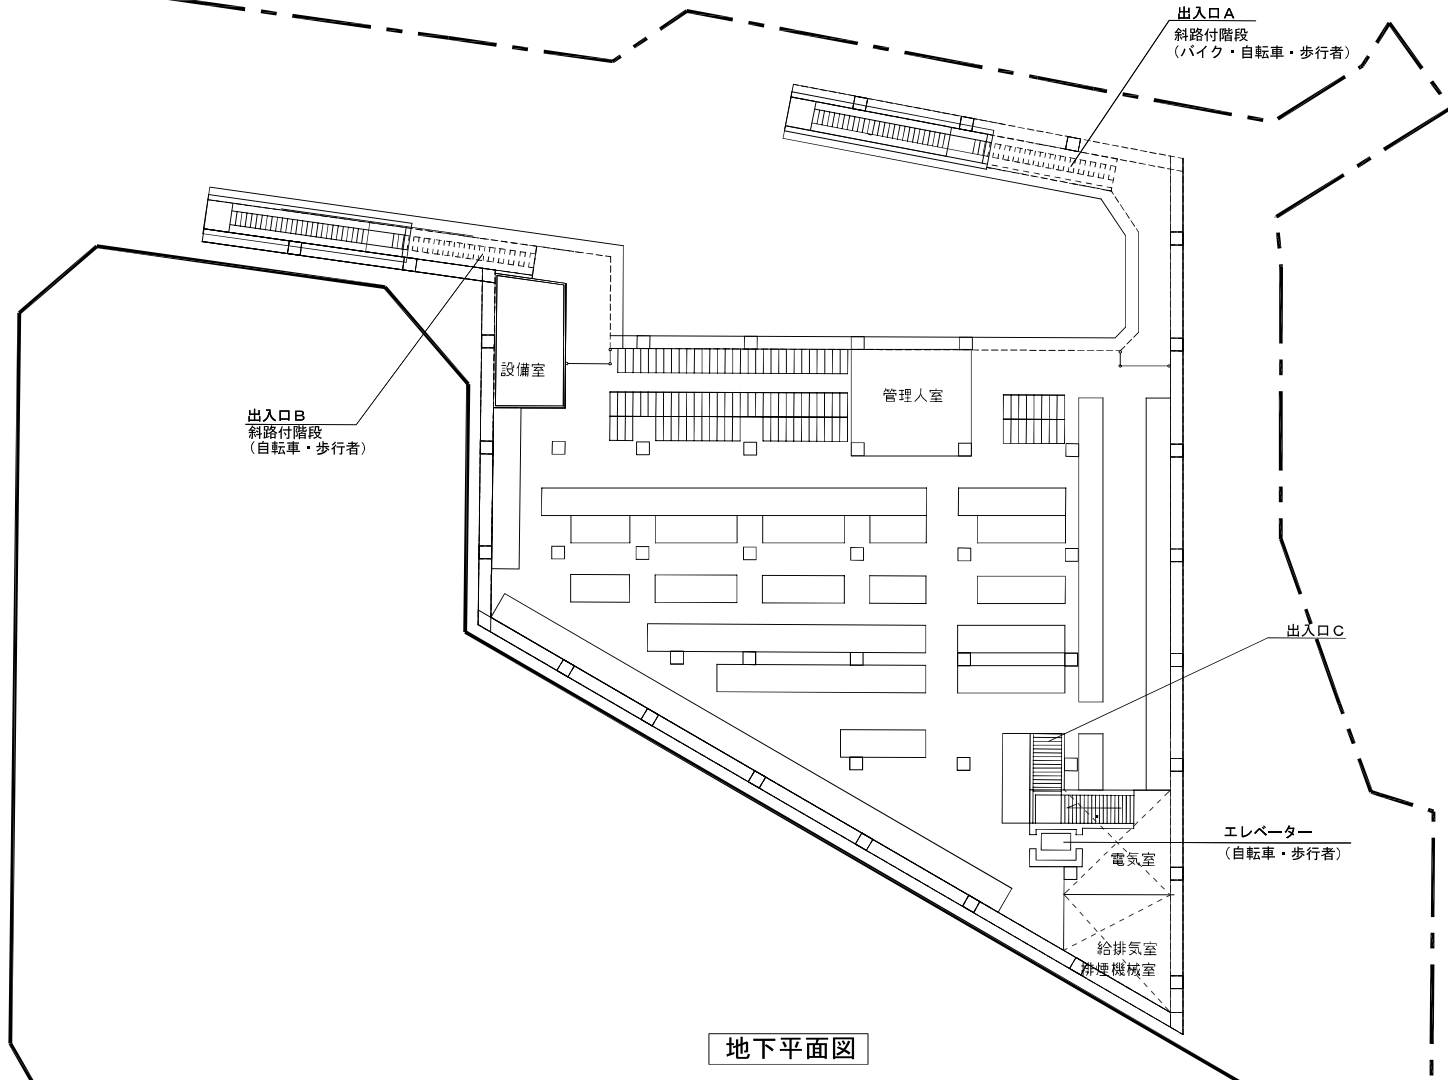 出入口A
斜路付階段
(バイク・自転車・歩行者)
設備室
管理人室
出入口B
斜路付階段
(自転車・歩行者)
出入口C
エレベーター
(自転車・歩行者)
電気室
給排気室
排煙機械室
地下平面図